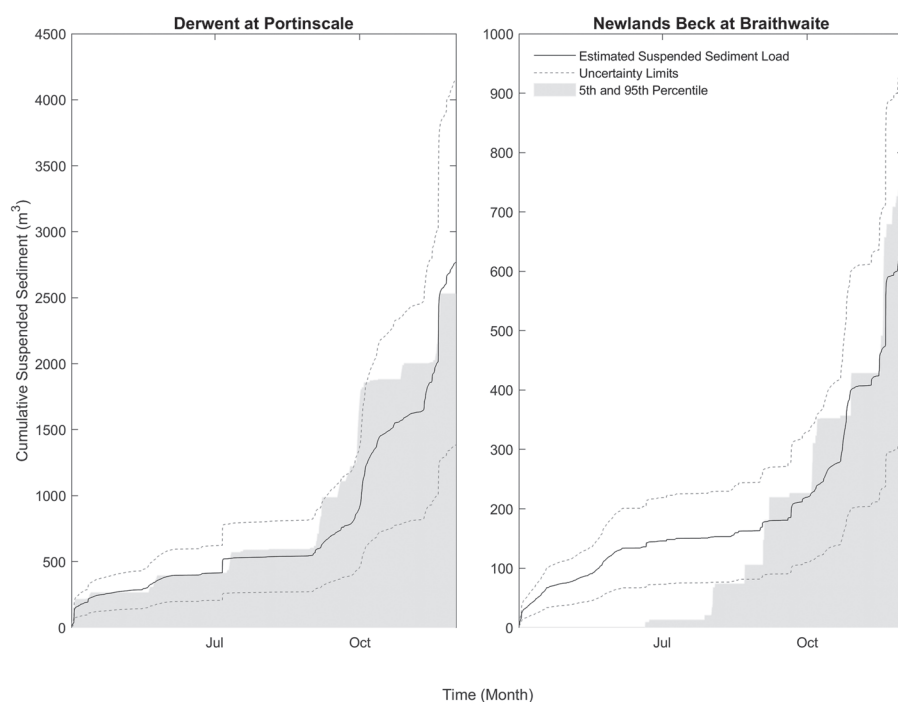 Derwent at Portinscale
Newlands Beck at Braithwaite
Cumulative Suspended Sediment (m³)
4500
4000
3500
3000
2500
2000
1500
1000
500
0
Jul
Oct
1000
900
800
700
600
500
400
300
200
100
0
Jul
Oct
Estimated Suspended Sediment Load
Uncertainty Limits
5th and 95th Percentile
Time (Month)